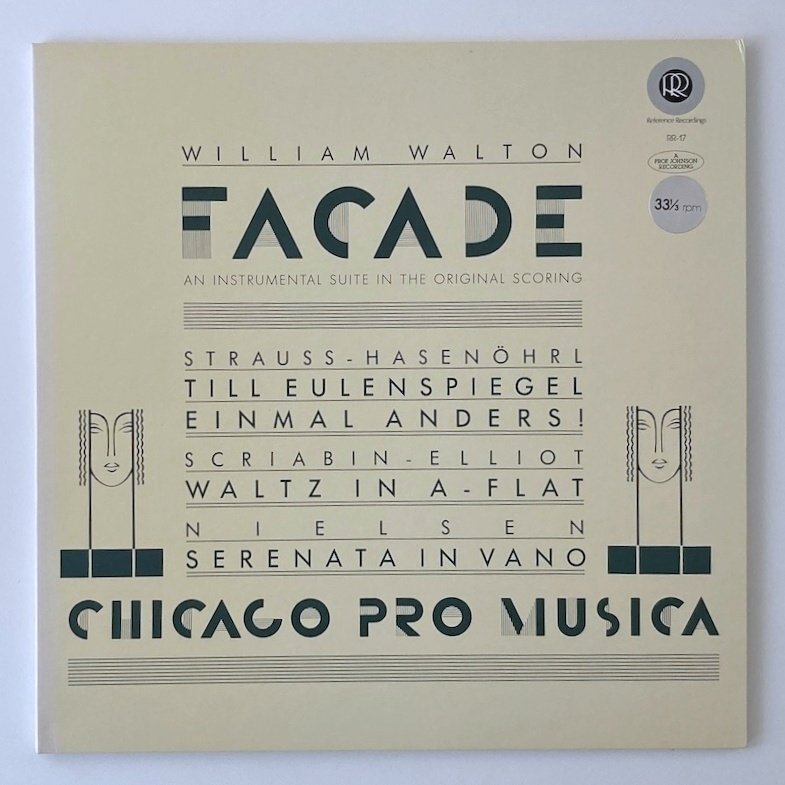 RR
Reference Recordings
RR-17
A
PROF. JOHNSON
RECORDING
33⅓ rpm
WILLIAM WALTON
FACADE
AN INSTRUMENTAL SUITE IN THE ORIGINAL SCORING
STRAUSS-HASENÖHRL
TILL EULENSPIEGEL
EINMAL ANDERS!
SCRIABIN-ELLIOT
WALTZ IN A-FLAT
NIELSEN
SERENATA IN VANO
CHICAGO PRO MUSICA